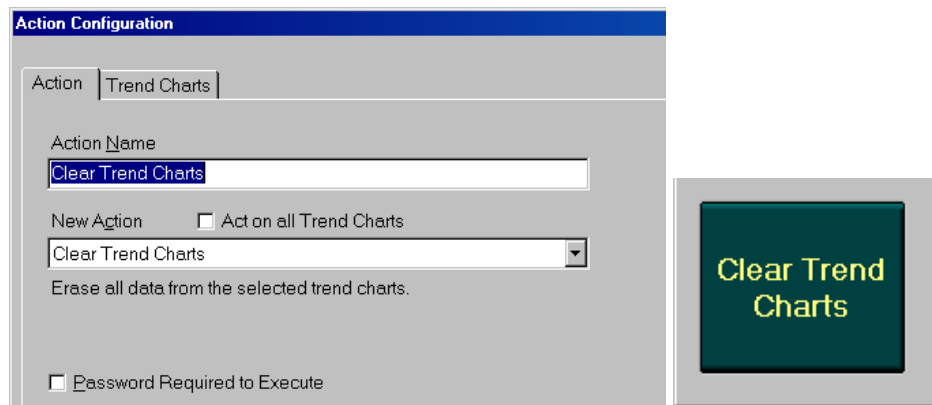 Action Configuration
Action Trend Charts
Action Name
Clear Trend Charts
New Action Act on all Trend Charts
Clear Trend Charts
Erase all data from the selected trend charts.
Password Required to Execute
Clear Trend
Charts